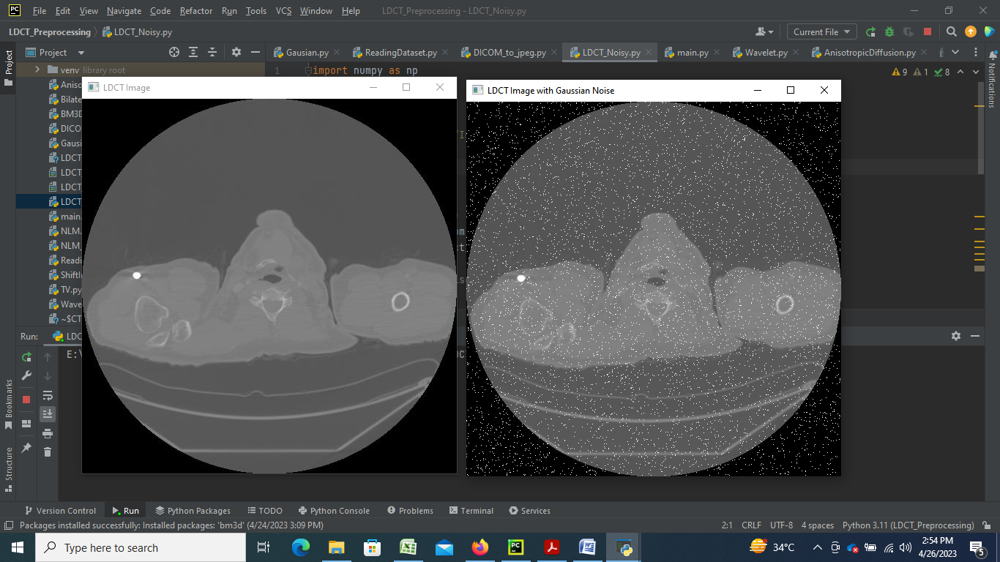 PC File Edit View Navigate Code Refactor Run Tools VCS Window Help LDCT_Preprocessing - LDCT_Noisy.py
LDCT_Preprocessing LDCT_Noisy.py Current File
Project Gausian.py ReadingDataset.py DICOM_to_jpeg.py LDCT_Noisy.py main.py Wavelet.py AnisotropicDiffusion.py
Project
venv library root
1 import numpy as np
9 1 8
Notifications
Aniso
LDCT Image
LDCT Image with Gaussian Noise
Bilate
BM3D
DICO
Gausi
LDCT
LDCT
LDCT
LDCT_
main.
NLM.
NLM_
Readi
ShiftIn
TV.py
Wave
~$CT
Run: LDC
E:\
Bookmarks
Structure
Version Control Run Python Packages TODO Python Console Problems Terminal Services
Packages installed successfully: Installed packages: 'bm3d' (4/24/2023 3:09 PM) 2:1 CRLF UTF-8 4 spaces Python 3.11 (LDCT_Preprocessing)
Type here to search
34°C
2:54 PM
4/26/2023
5